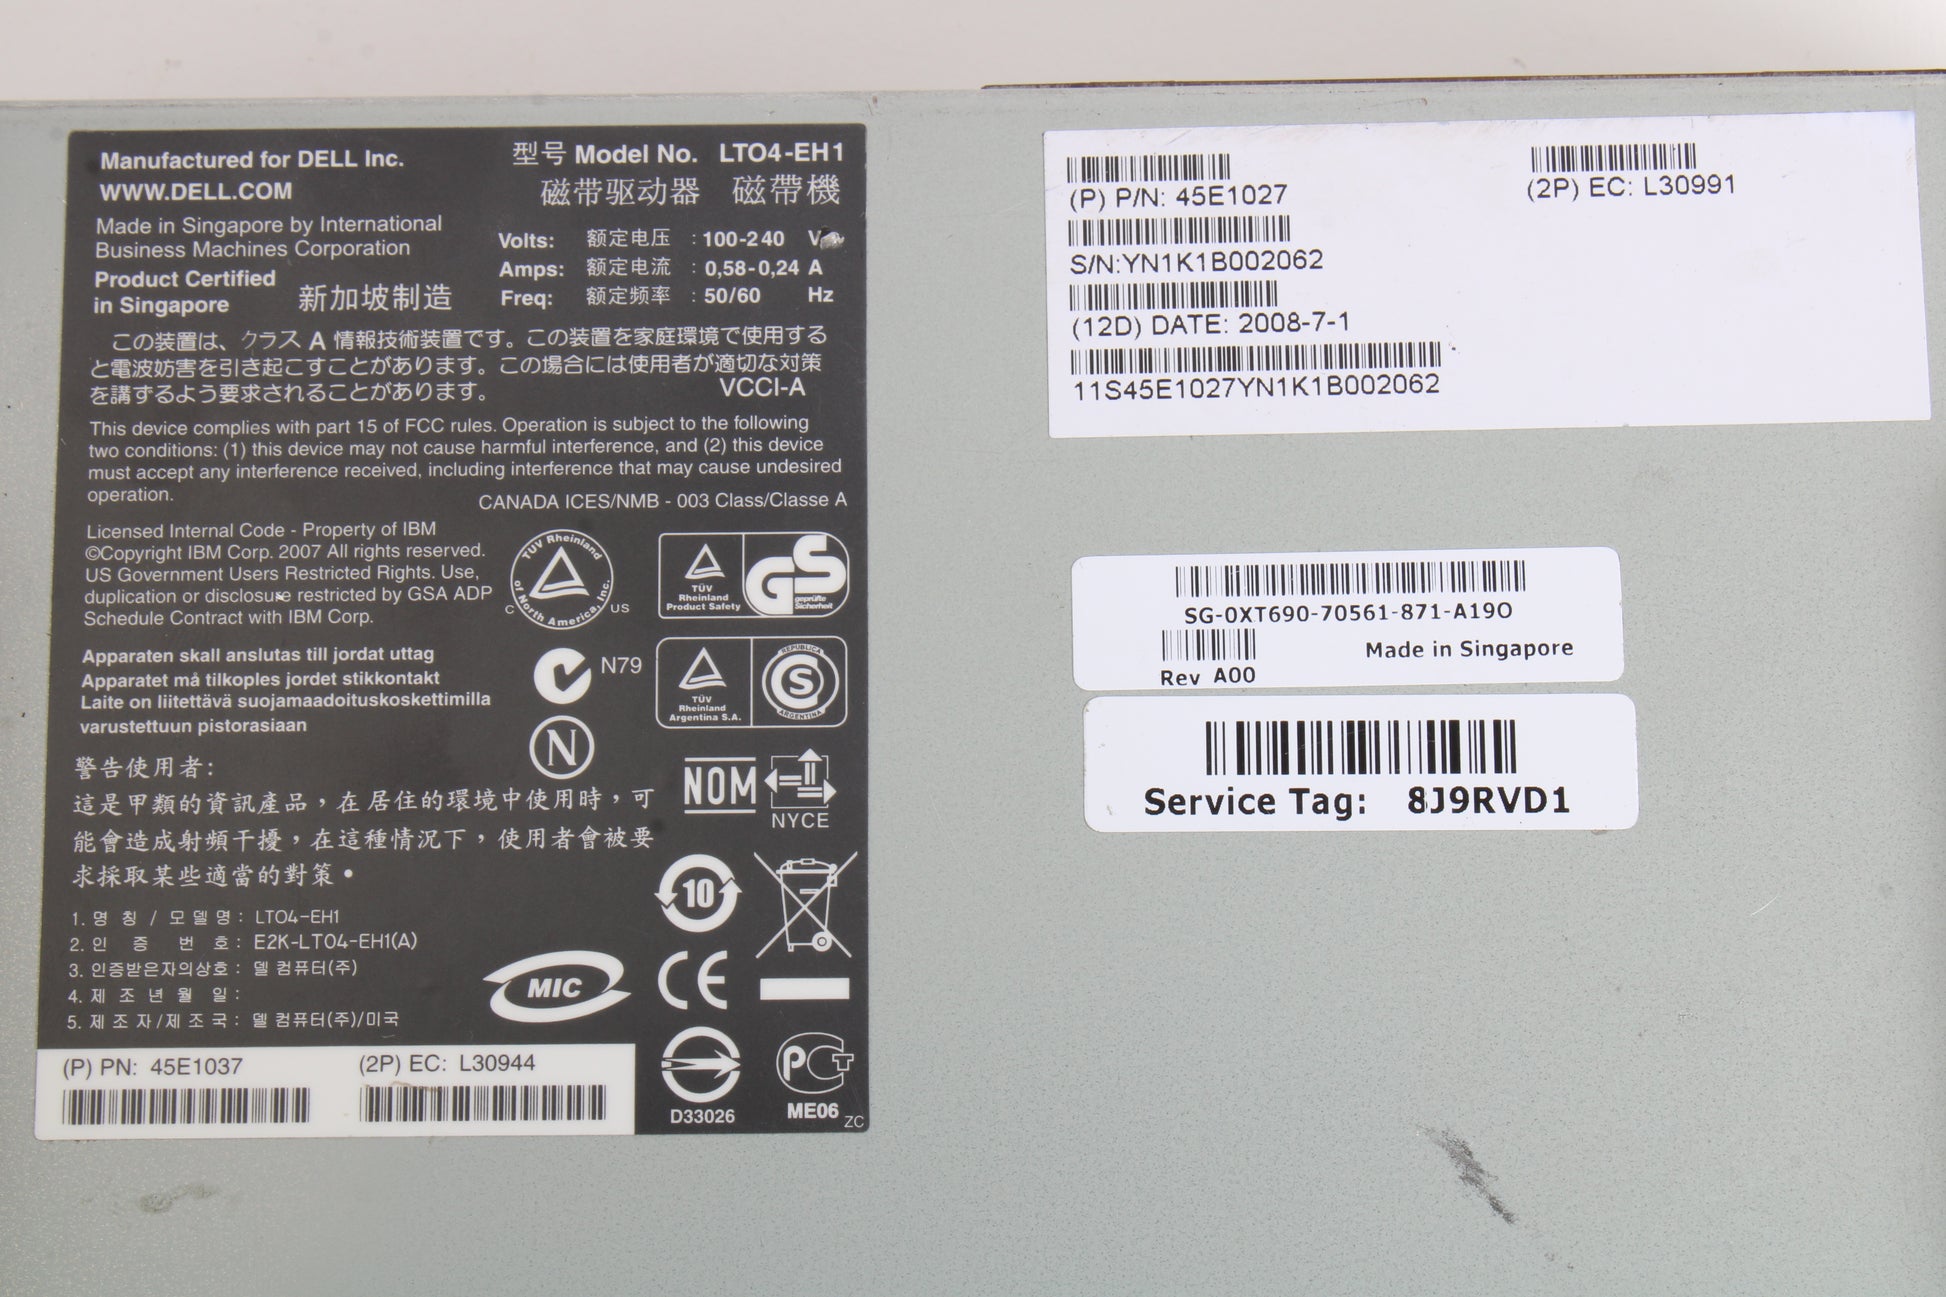 Manufactured for DELL Inc.
WWW.DELL.COM
Made in Singapore by International
Business Machines Corporation
Product Certified
in Singapore 新加坡制造
型号 Model No. LTO4-EH1
磁带驱动器 磁帶機
Volts: 额定电压 : 100-240
Amps: 额定电流 : 0,58-0,24 A
Freq: 额定频率 : 50/60 Hz
この装置は、クラス A 情報技術装置です。この装置を家庭環境で使用する
と電波妨害を引き起こすことがあります。この場合には使用者が適切な対策
を講ずるよう要求されることがあります。 VCCI-A
This device complies with part 15 of FCC rules. Operation is subject to the following
two conditions: (1) this device may not cause harmful interference, and (2) this device
must accept any interference received, including interference that may cause undesired
operation.
CANADA ICES/NMB - 003 Class/Classe A
Licensed Internal Code - Property of IBM
©Copyright IBM Corp. 2007 All rights reserved.
US Government Users Restricted Rights. Use,
duplication or disclosure restricted by GSA ADP
Schedule Contract with IBM Corp.
TÜV Rheinland
of North America, Inc.
C US
TÜV
Rheinland
Product Safety
GS
geprüfte
Sicherheit
Apparaten skall anslutas till jordat uttag
Apparatet må tilkoples jordet stikkontakt
Laite on liitettävä suojamaadoituskoskettimilla
varustettuun pistorasiaan
N79
N
TÜV
Rheinland
Argentina S.A.
REPUBLICA
S
ARGENTINA
警告使用者:
這是甲類的資訊產品，在居住的環境中使用時，可
能會造成射頻干擾，在這種情況下，使用者會被要
求採取某些適當的對策•
NOM
NYCE
10
1. 명 칭 / 모 델 명 : LTO4-EH1
2. 인 증 번 호 : E2K-LTO4-EH1(A)
3. 인증받은자의상호 : 델 컴퓨터(주)
4. 제 조 년 월 일 :
5. 제 조 자 / 제 조 국 : 델 컴퓨터(주)/미국
MIC
CE
D33026
PCT
ME06
ZC
(P) PN: 45E1037 (2P) EC: L30944
(P) P/N: 45E1027 (2P) EC: L30991
S/N:YN1K1B002062
(12D) DATE: 2008-7-1
11S45E1027YN1K1B002062
SG-0XT690-70561-871-A19O
Rev A00 Made in Singapore
Service Tag: 8J9RVD1